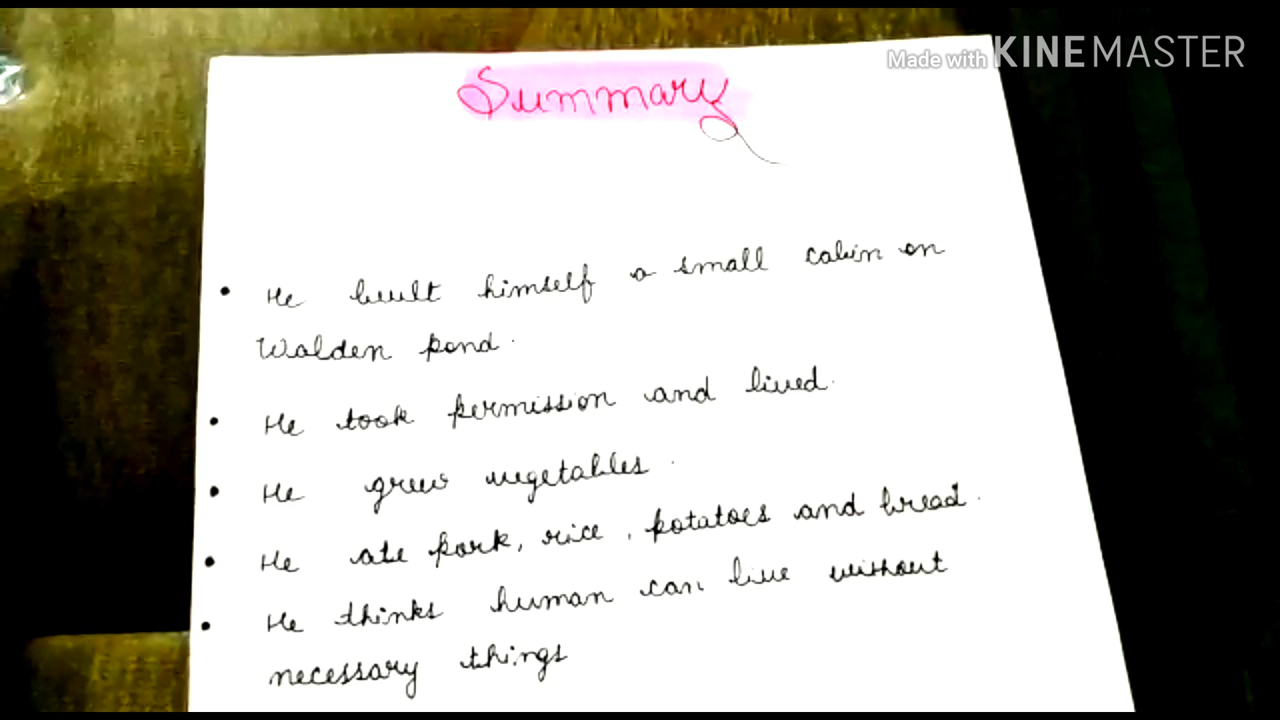 Made with KINEMASTER
Summary
• He built himself a small cabin on
Walden pond.
• He took permission and lived.
• He grew vegetables.
• He ate pork, rice, potatoes and bread.
• He thinks human can live without
necessary things